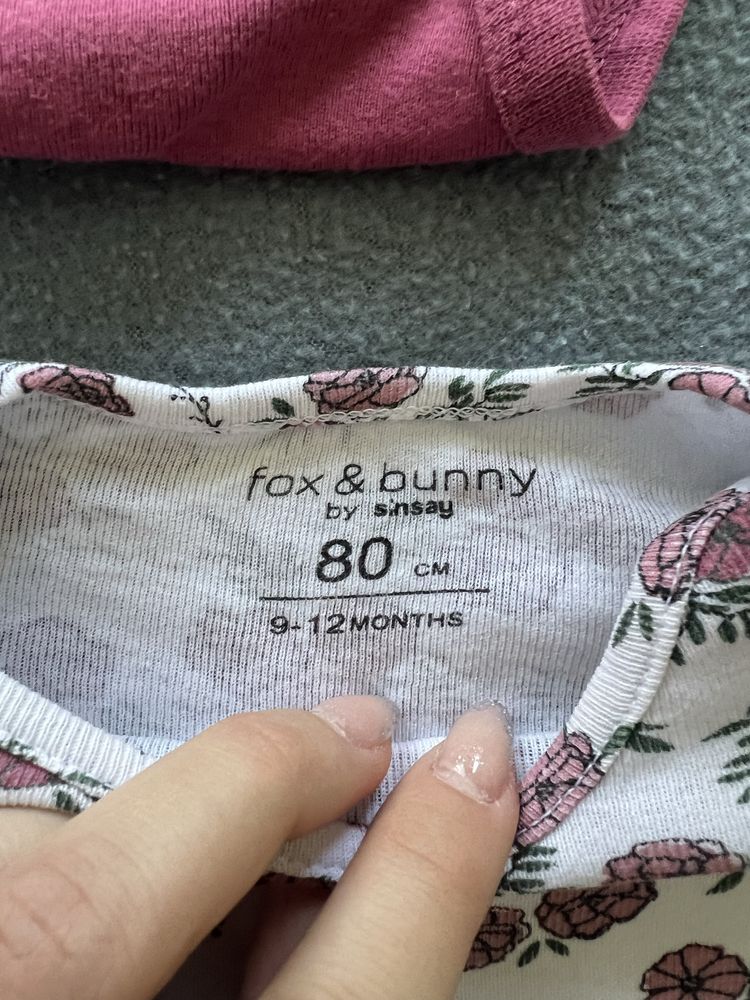 fox & bunny
by sinsay
80 CM
9-12 MONTHS